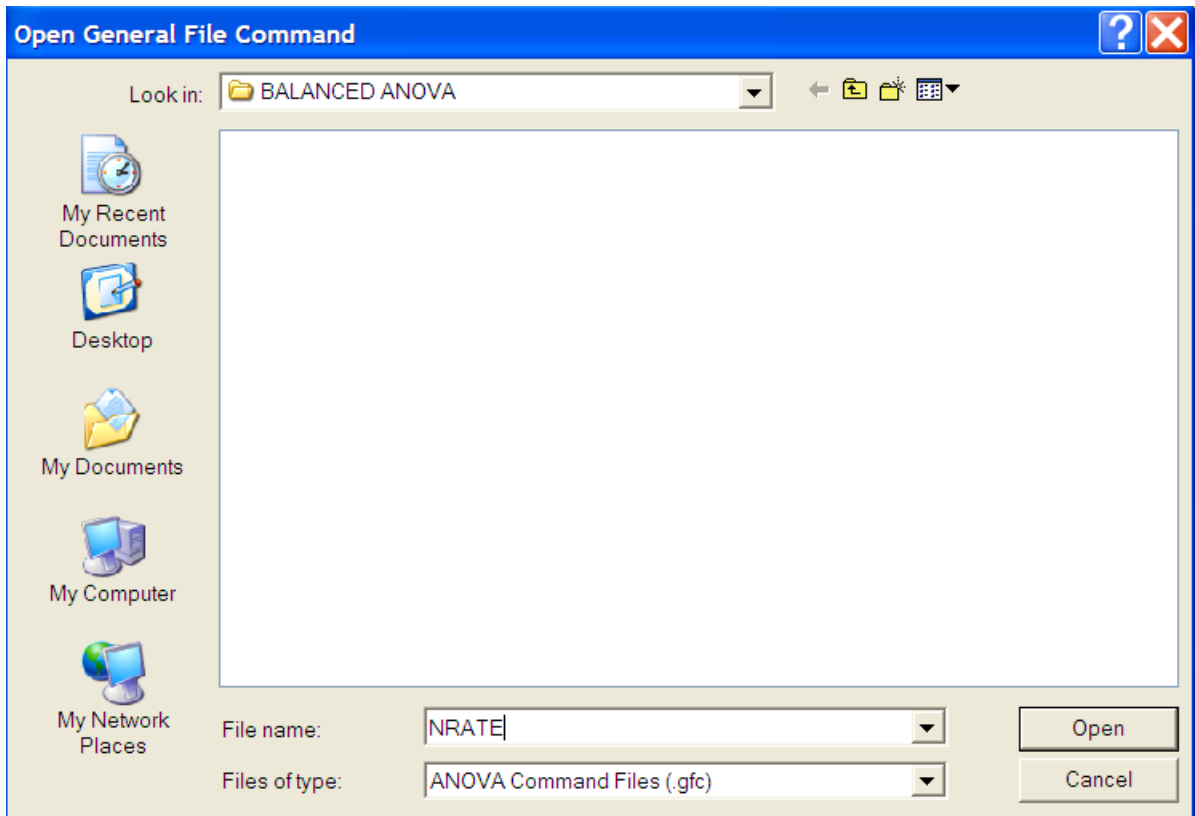 Open General File Command
Look in:
BALANCED ANOVA
My Recent
Documents
Desktop
My Documents
My Computer
My Network
Places
File name:
NRATE
Open
Files of type:
ANOVA Command Files (.gfc)
Cancel